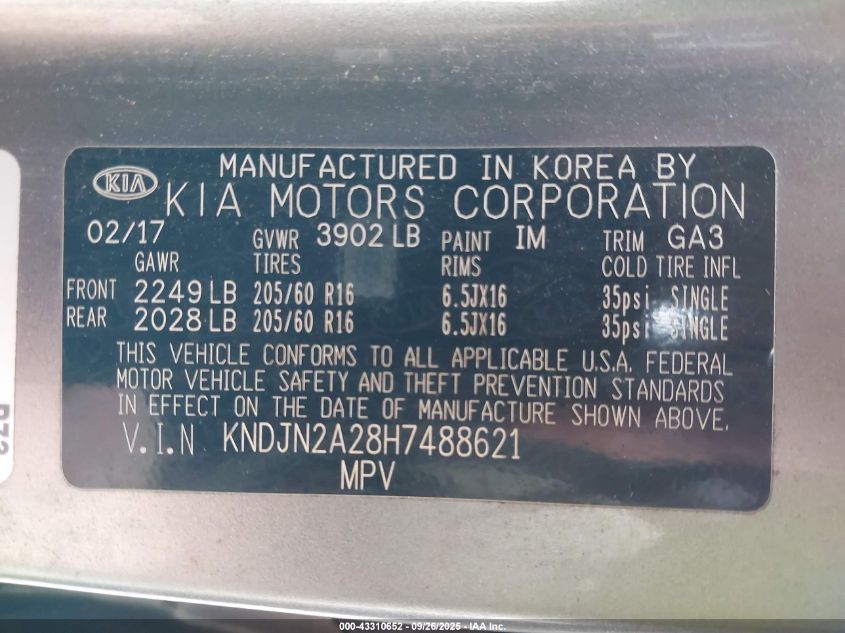 MANUFACTURED IN KOREA BY
KIA KIA MOTORS CORPORATION
02/17 GVWR 3902 LB PAINT IM TRIM GA3
GAWR TIRES RIMS COLD TIRE INFL
FRONT 2249 LB 205/60 R16 6.5JX16 35psi SINGLE
REAR 2028 LB 205/60 R16 6.5JX16 35psi SINGLE
THIS VEHICLE CONFORMS TO ALL APPLICABLE U.S.A. FEDERAL
MOTOR VEHICLE SAFETY AND THEFT PREVENTION STANDARDS
IN EFFECT ON THE DATE OF MANUFACTURE SHOWN ABOVE.
V.I.N KNDJN2A28H7488621
MPV
000-43310652 - 09/26/2025 - IAA Inc.